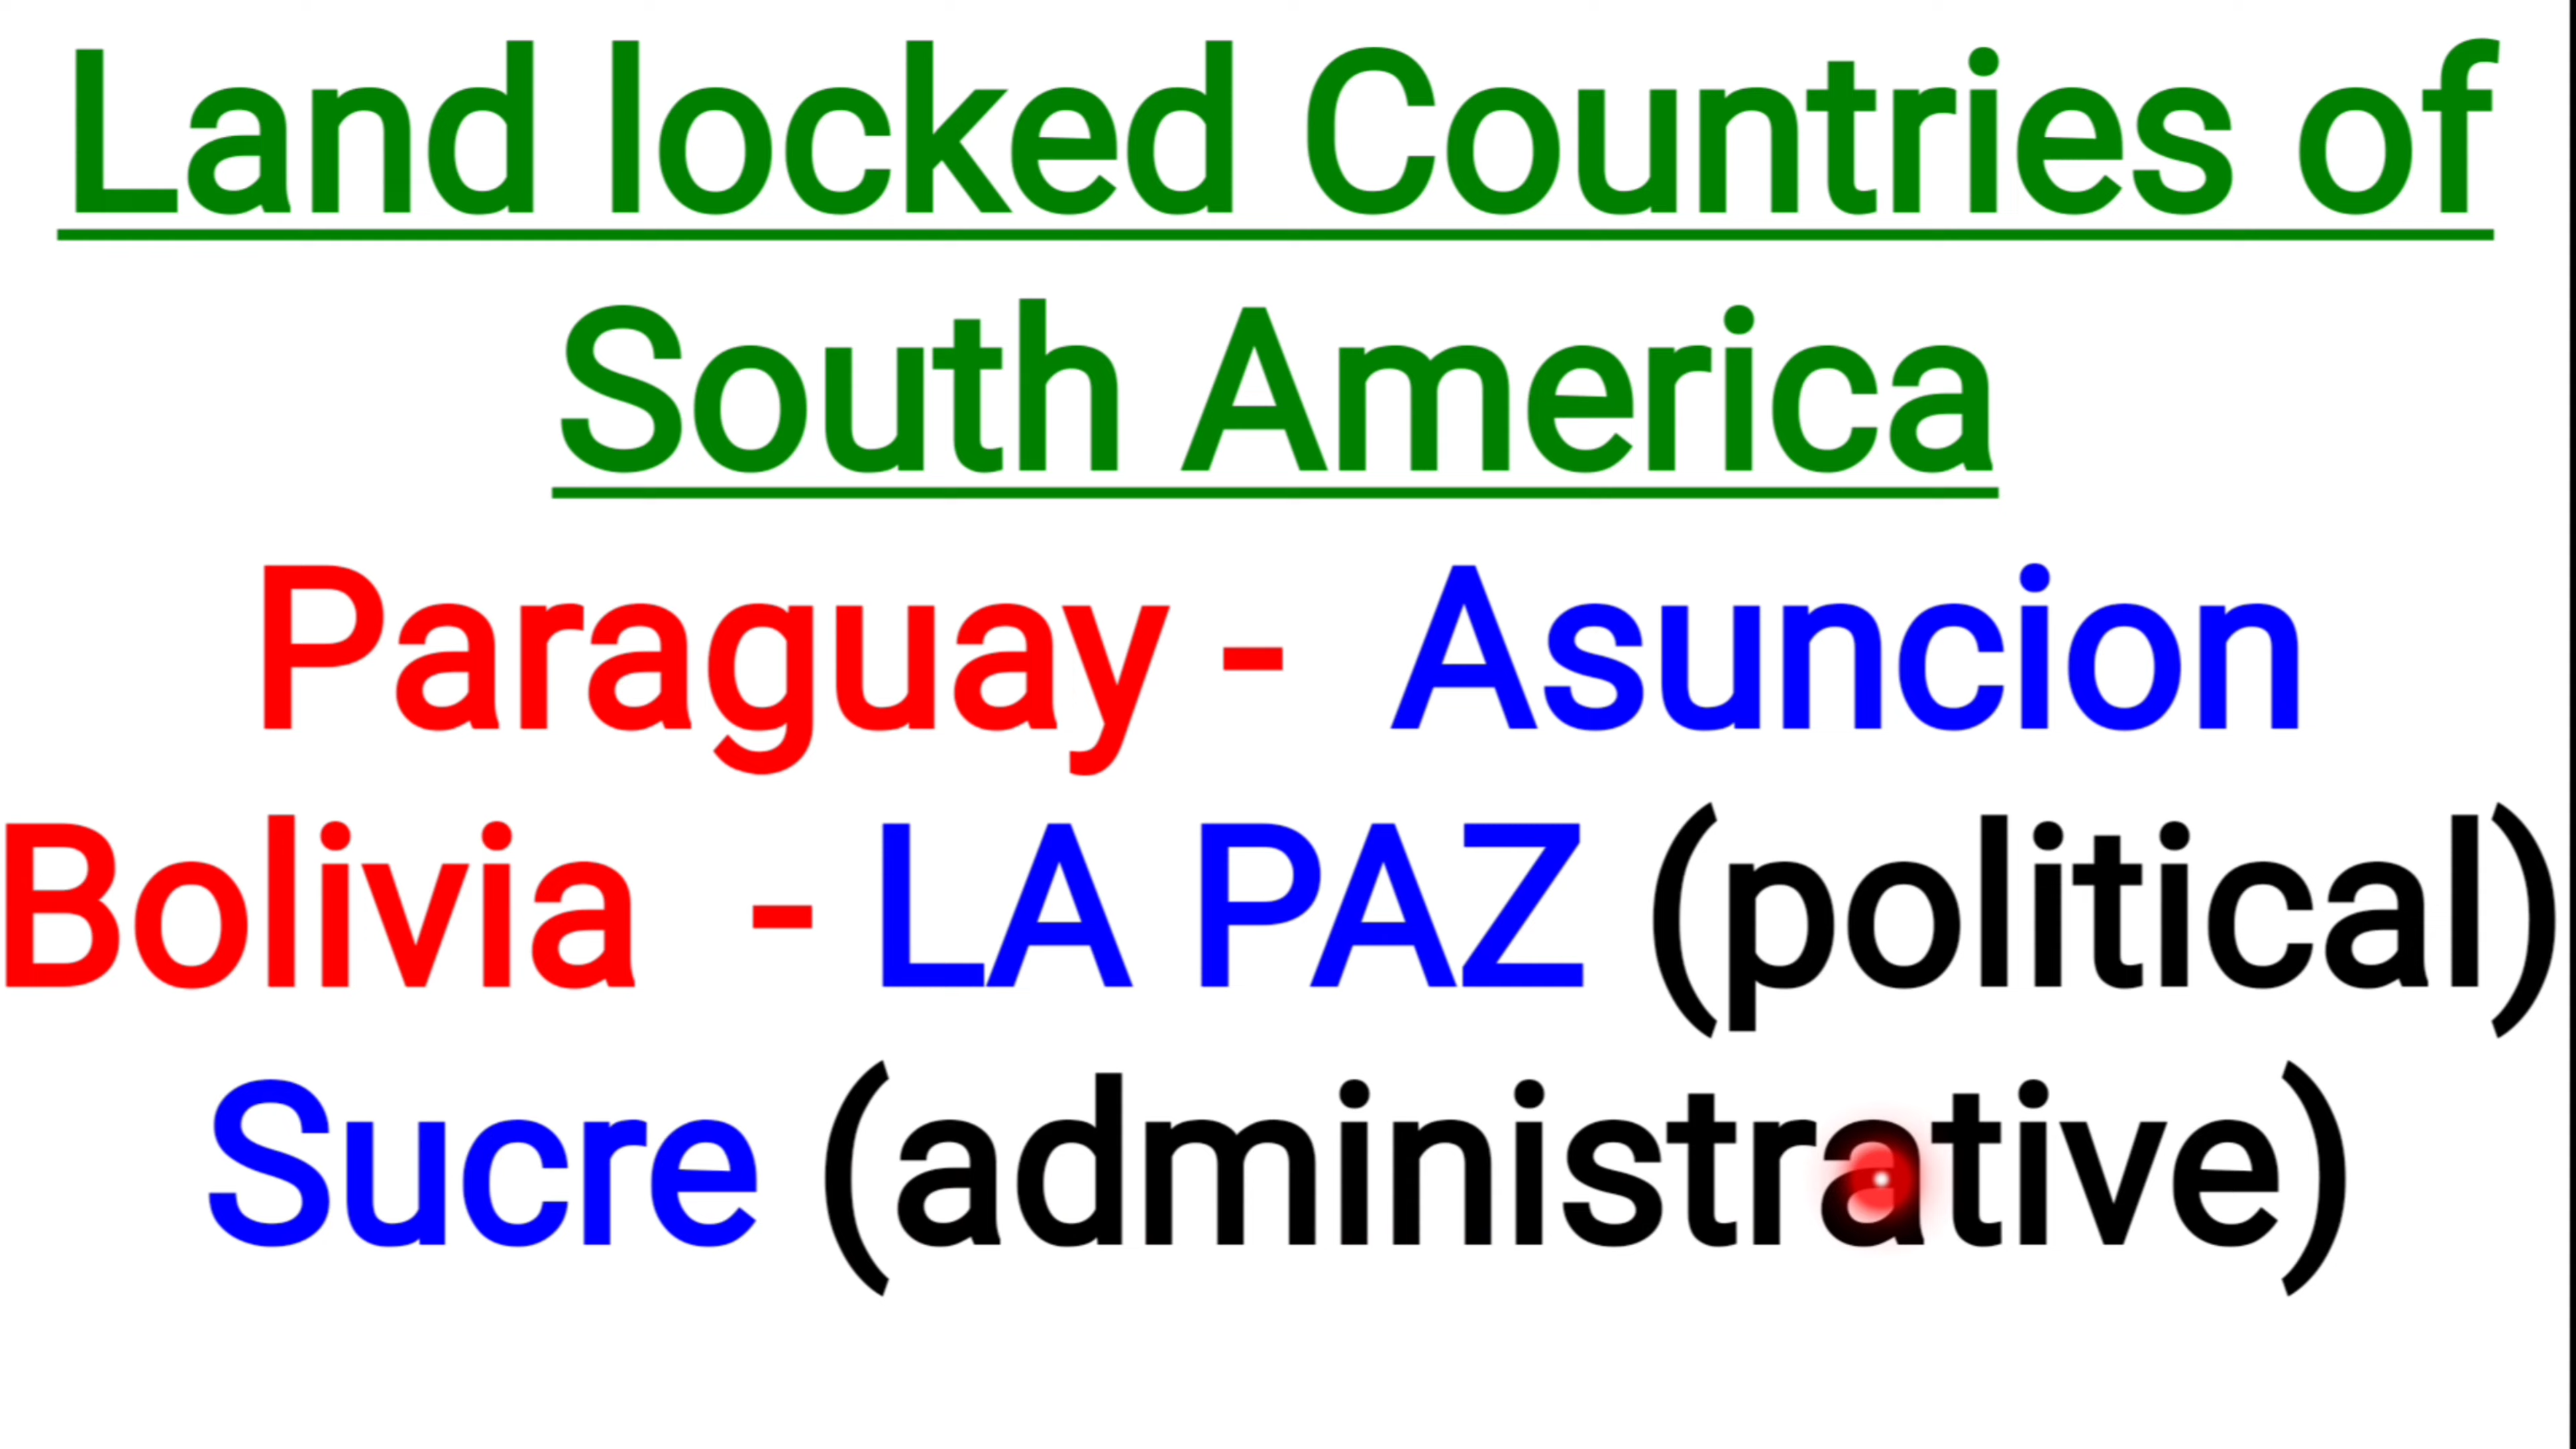 Land locked Countries of
South America
Paraguay - Asuncion
Bolivia - LA PAZ (political)
Sucre (administrative)